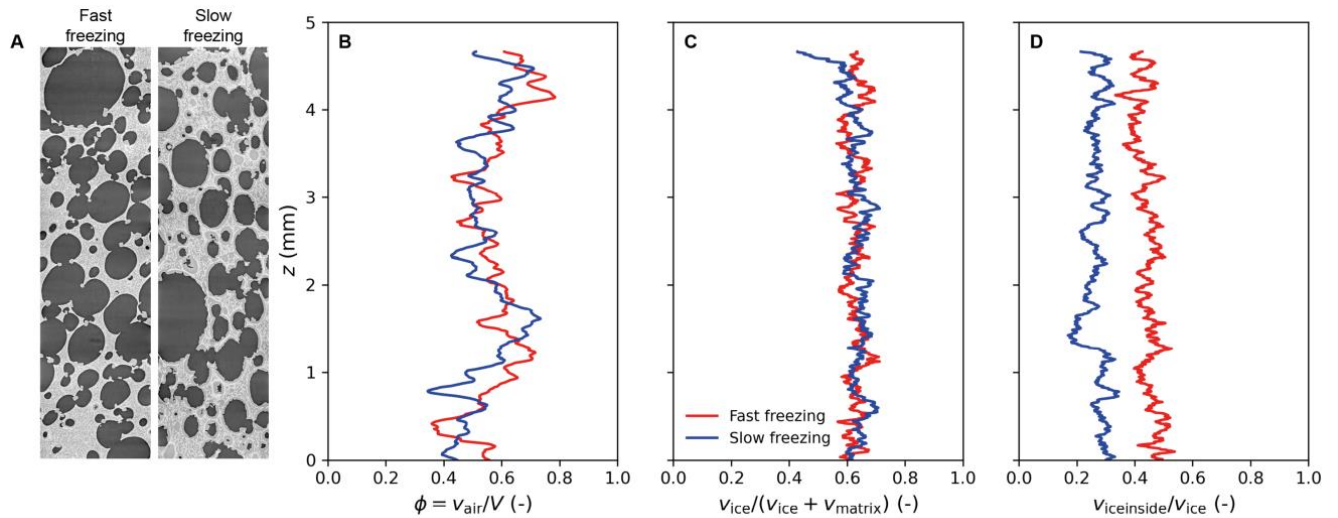 Fast
freezing
Slow
freezing
A
B
C
D
5
4
3
2
1
0
z (mm)
0.0 0.2 0.4 0.6 0.8 1.0
ϕ = v_air/V (-)
Fast freezing
Slow freezing
0.0 0.2 0.4 0.6 0.8 1.0
v_ice/(v_ice + v_matrix) (-)
0.0 0.2 0.4 0.6 0.8 1.0
v_iceinside/v_ice (-)